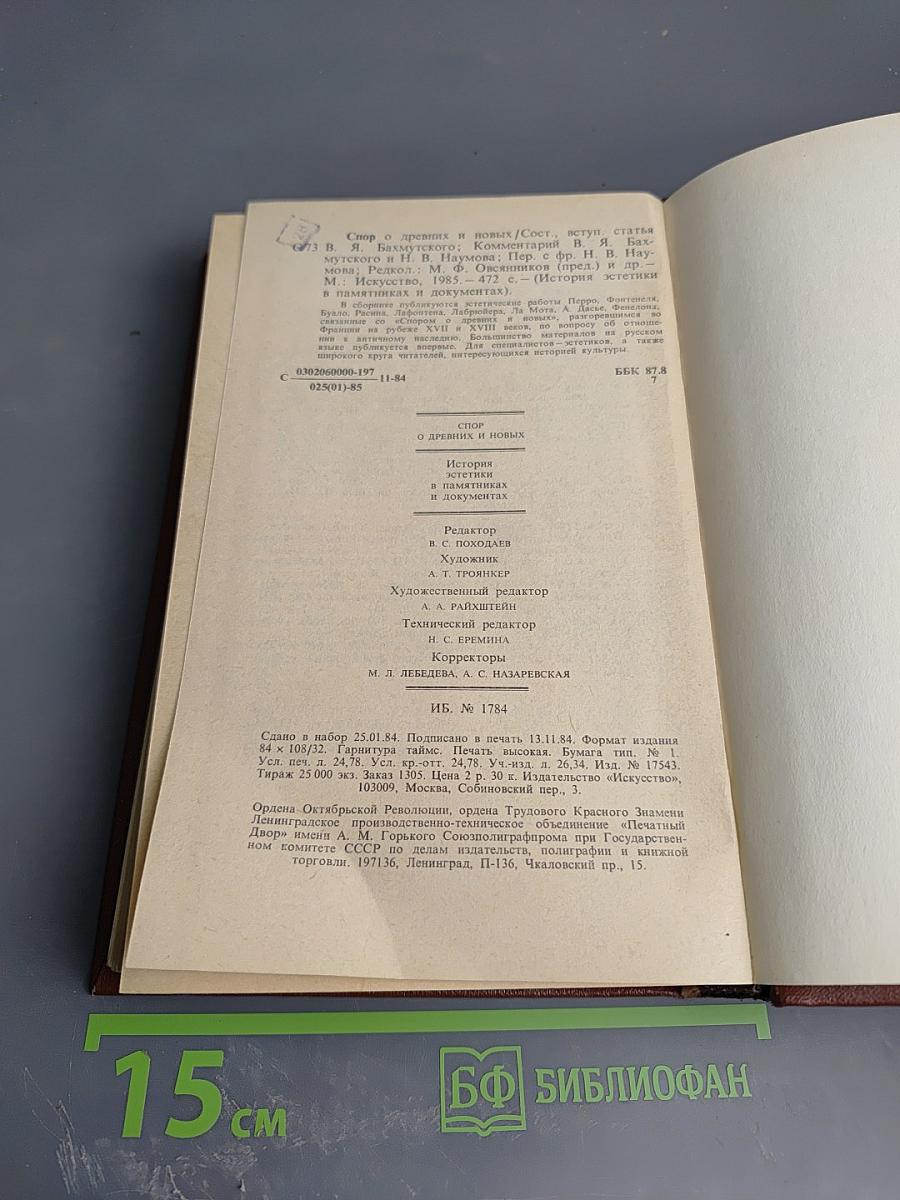 Спор о древних и новых/Сост., вступ. статья
С73 В. Я. Бахмутского; Комментарий В. Я. Бах-
мутского и Н. В. Наумова; Пер. с фр. Н. В. Нау-
мова; Редкол.: М. Ф. Овсянников (пред.) и др.—
М.: Искусство, 1985.— 472 с.— (История эстетики
в памятниках и документах).
В сборнике публикуются эстетические работы Перро, Фонтенеля,
Буало, Расина, Лафонтена, Лабрюйера, Ла Мота, А. Дасье, Фенелона,
связанные со «Спором о древних и новых», разгоревшимся во
Франции на рубеже XVII и XVIII веков, по вопросу об отноше-
нии к античному наследию. Большинство материалов на русском
языке публикуется впервые. Для специалистов—эстетиков, а также
широкого круга читателей, интересующихся историей культуры.
С 0302060000-197 11-84
025(01)-85
ББК 87.8
7
СПОР
О ДРЕВНИХ И НОВЫХ
История
эстетики
в памятниках
и документах
Редактор
В. С. ПОХОДАЕВ
Художник
А. Т. ТРОЯНКЕР
Художественный редактор
А. А. РАЙХШТЕЙН
Технический редактор
Н. С. ЕРЕМИНА
Корректоры
М. Л. ЛЕБЕДЕВА, А. С. НАЗАРЕВСКАЯ
ИБ. № 1784
Сдано в набор 25.01.84. Подписано в печать 13.11.84. Формат издания
84 × 108/32. Гарнитура таймс. Печать высокая. Бумага тип. № 1.
Усл. печ. л. 24,78. Усл. кр.-отт. 24,78. Уч.-изд. л. 26,34. Изд. № 17543.
Тираж 25 000 экз. Заказ 1305. Цена 2 р. 30 к. Издательство «Искусство»,
103009, Москва, Собиновский пер., 3.
Ордена Октябрьской Революции, ордена Трудового Красного Знамени
Ленинградское производственно-техническое объединение «Печатный
Двор» имени А. М. Горького Союзполиграфпрома при Государствен-
ном комитете СССР по делам издательств, полиграфии и книжной
торговли. 197136, Ленинград, П-136, Чкаловский пр., 15.
15 см
БФ БИБЛИОФАН